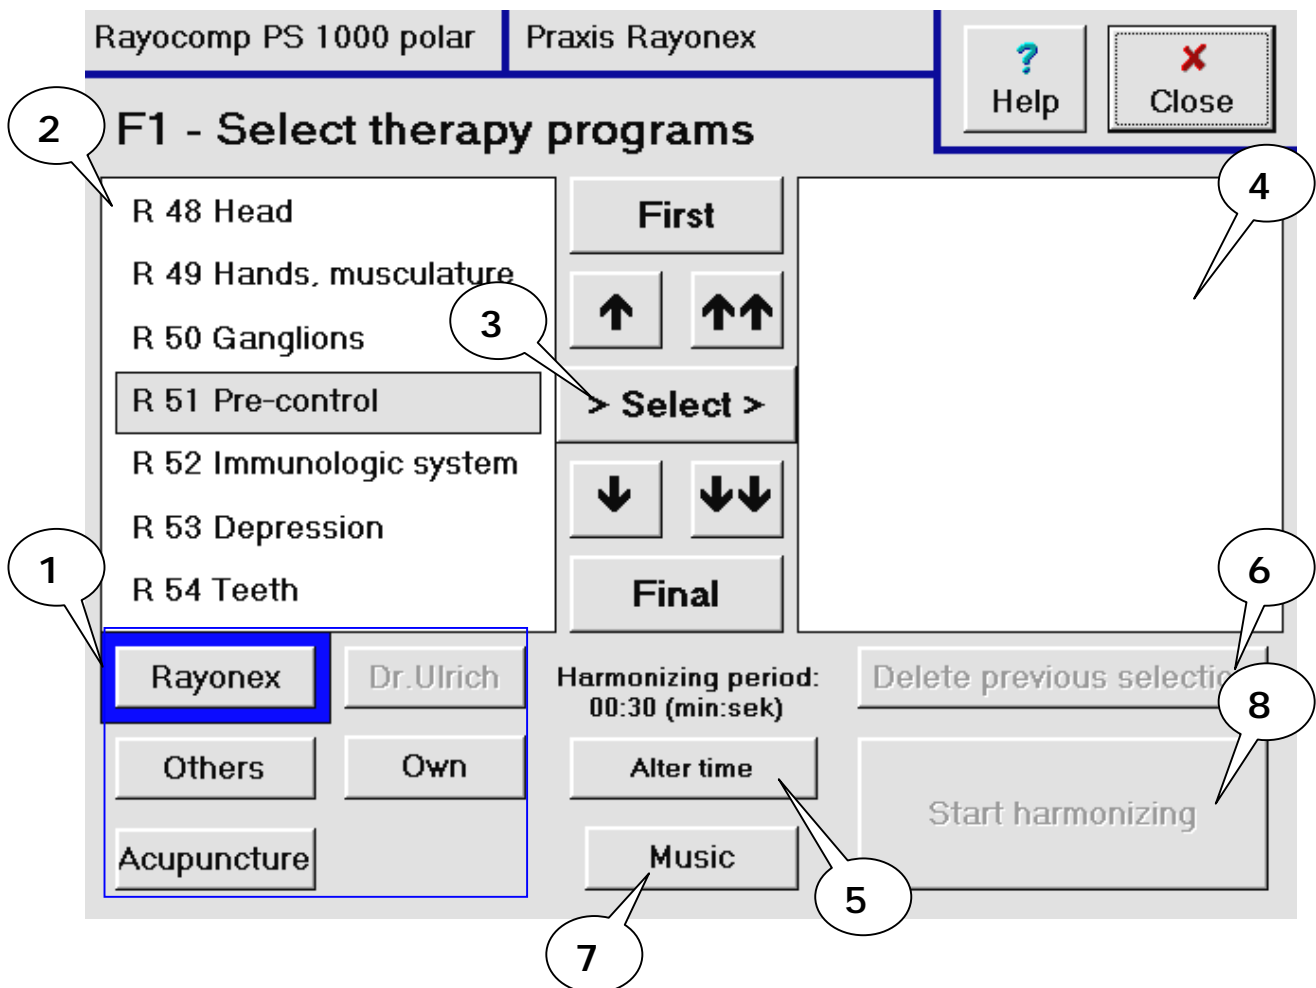 Rayocomp PS 1000 polar
Praxis Rayonex
? Help
✗ Close
F1 - Select therapy programs
2
4
R 48 Head
R 49 Hands, musculature
R 50 Ganglions
R 51 Pre-control
R 52 Immunologic system
R 53 Depression
R 54 Teeth
First
↑ ↑↑
3
> Select >
↓ ↓↓
Final
1
6
Rayonex
Dr.Ulrich
Others
Own
Acupuncture
Harmonizing period:
00:30 (min:sek)
Alter time
Music
Delete previous selectio
8
Start harmonizing
5
7